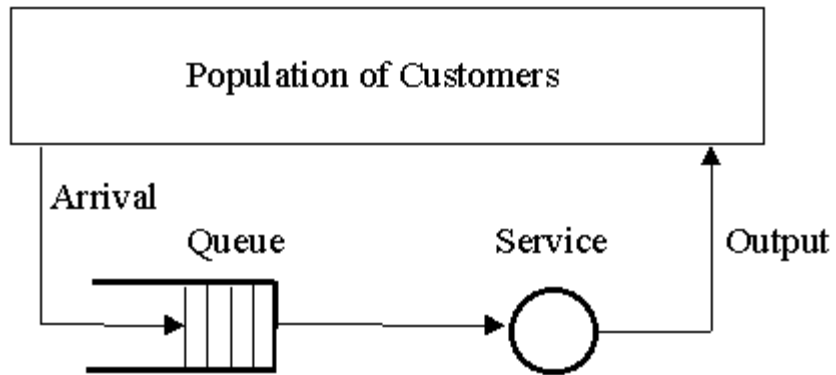 Population of Customers
Arrival
Queue
Service
Output